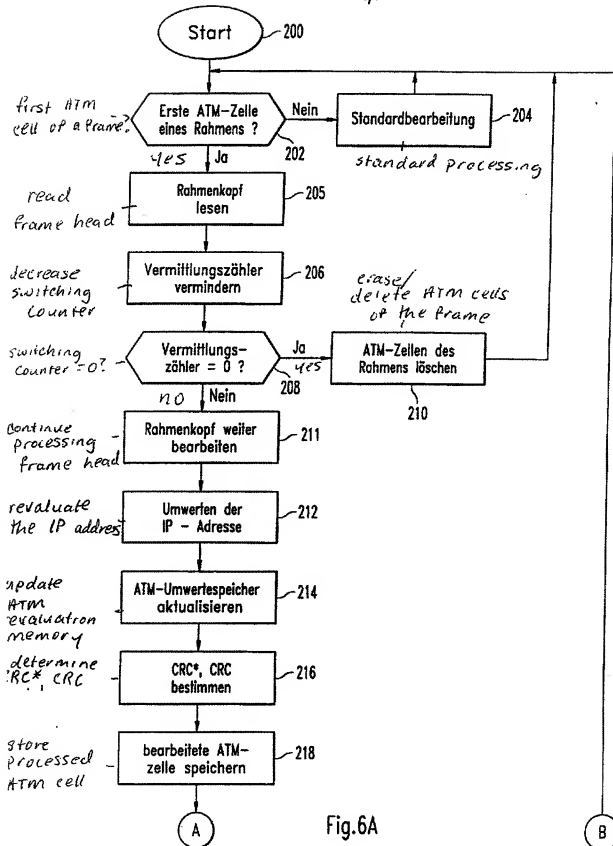 Start
200
first ATM
cell of a frame?
Erste ATM-Zelle
eines Rahmens ?
202
Nein
Standardbearbeitung
204
standard processing
yes
Ja
read
frame head
Rahmenkopf
lesen
205
decrease
switching
counter
Vermittlungszähler
vermindern
206
erase/
delete ATM cells
of the frame
switching
counter =0?
Vermittlungs-
zähler = 0 ?
208
Ja
yes
ATM-Zellen des
Rahmens löschen
210
no
Nein
continue
processing
frame head
Rahmenkopf weiter
bearbeiten
211
revaluate
the IP address
Umwerten der
IP - Adresse
212
update
ATM
evaluation
memory
ATM-Umwertespeicher
aktualisieren
214
determine
CRC*, CRC
CRC*, CRC
bestimmen
216
store
processed
ATM cell
bearbeitete ATM-
zelle speichern
218
A
Fig.6A
B